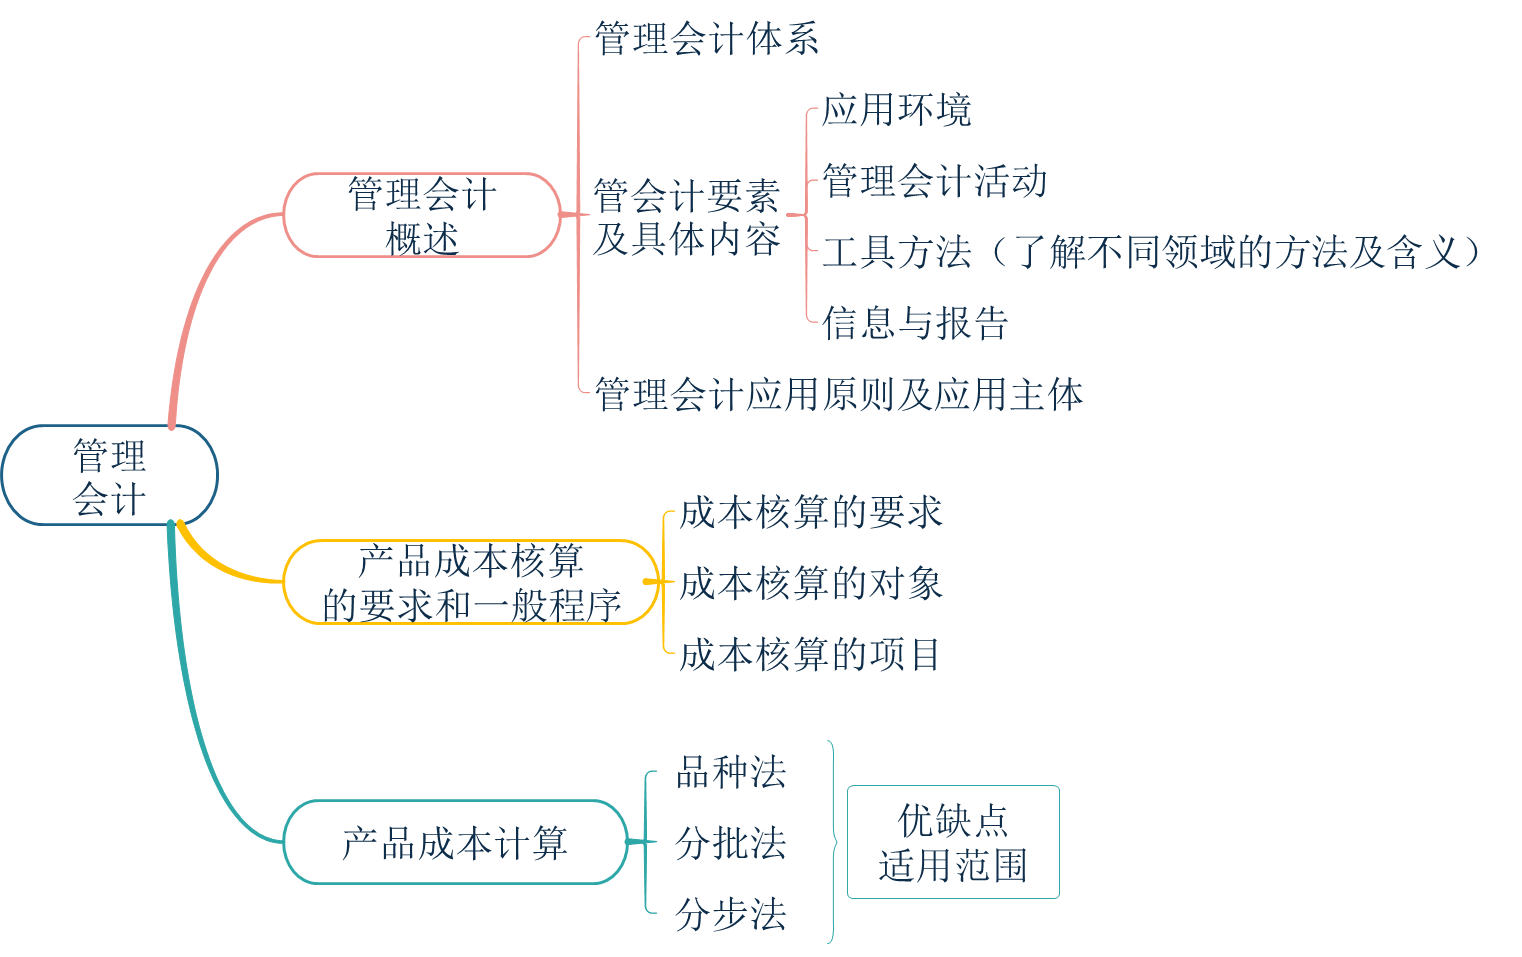 管理
会计
管理会计
概述
管理会计体系
管会计要素
及具体内容
应用环境
管理会计活动
工具方法（了解不同领域的方法及含义）
信息与报告
管理会计应用原则及应用主体
产品成本核算
的要求和一般程序
成本核算的要求
成本核算的对象
成本核算的项目
产品成本计算
品种法
分批法
分步法
优缺点
适用范围